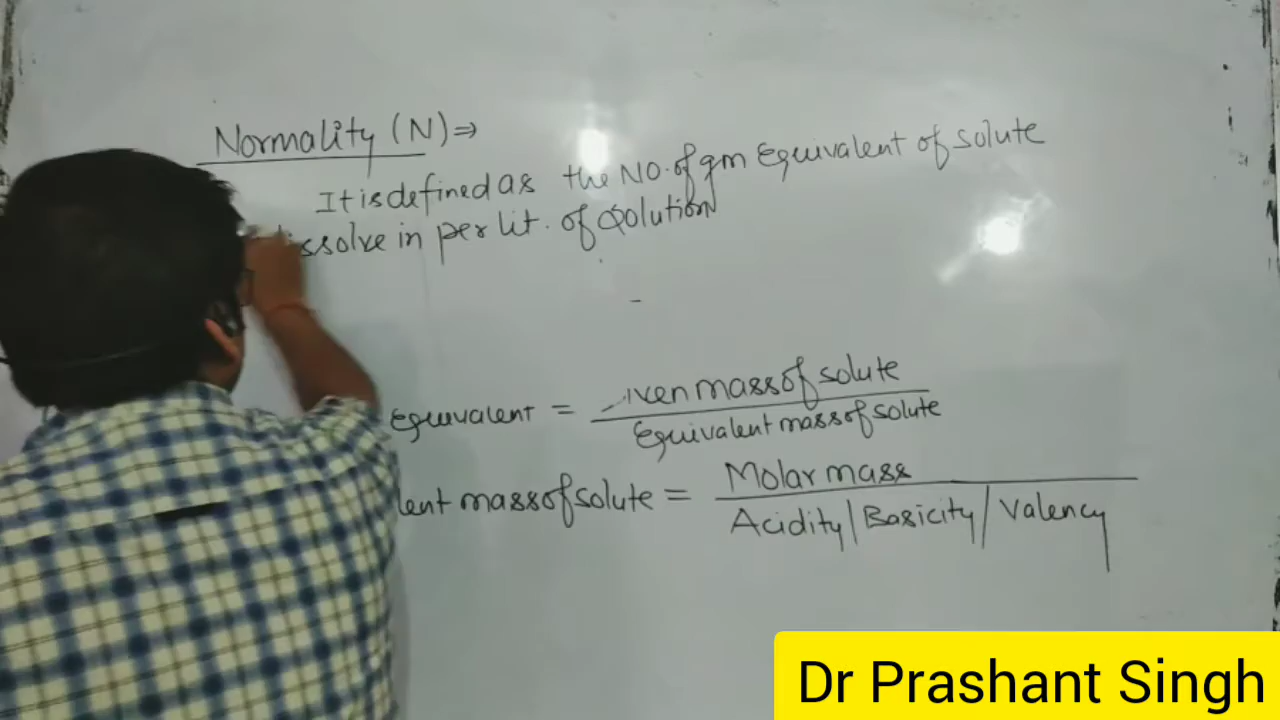 Normality (N) ⇒
It is defined as the NO. of gm Equivalent of solute
dissolve in per lit. of solution
Equivalent = iven mass of solute
Equivalent mass of solute
lent mass of solute = Molar mass
Acidity | Basicity | Valency
Dr Prashant Singh